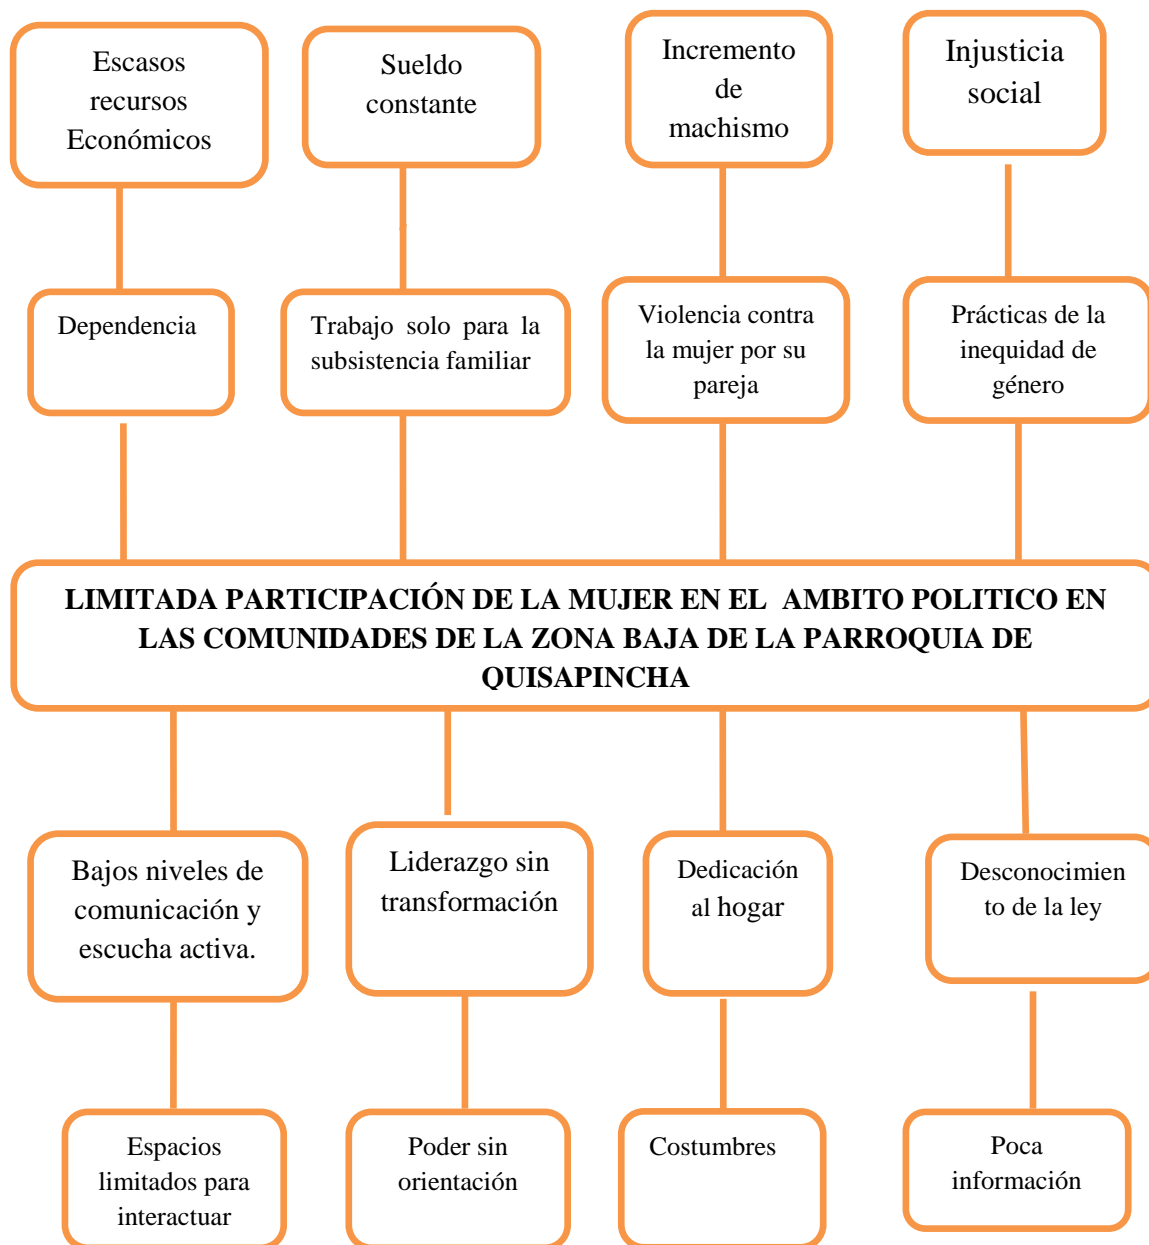 Escasos
recursos
Económicos
Sueldo
constante
Incremento
de
machismo
Injusticia
social
Dependencia
Trabajo solo para la
subsistencia familiar
Violencia contra
la mujer por su
pareja
Prácticas de la
inequidad de
género
LIMITADA PARTICIPACIÓN DE LA MUJER EN EL AMBITO POLITICO EN
LAS COMUNIDADES DE LA ZONA BAJA DE LA PARROQUIA DE
QUISAPINCHA
Bajos niveles de
comunicación y
escucha activa.
Liderazgo sin
transformación
Dedicación
al hogar
Desconocimien
to de la ley
Espacios
limitados para
interactuar
Poder sin
orientación
Costumbres
Poca
información